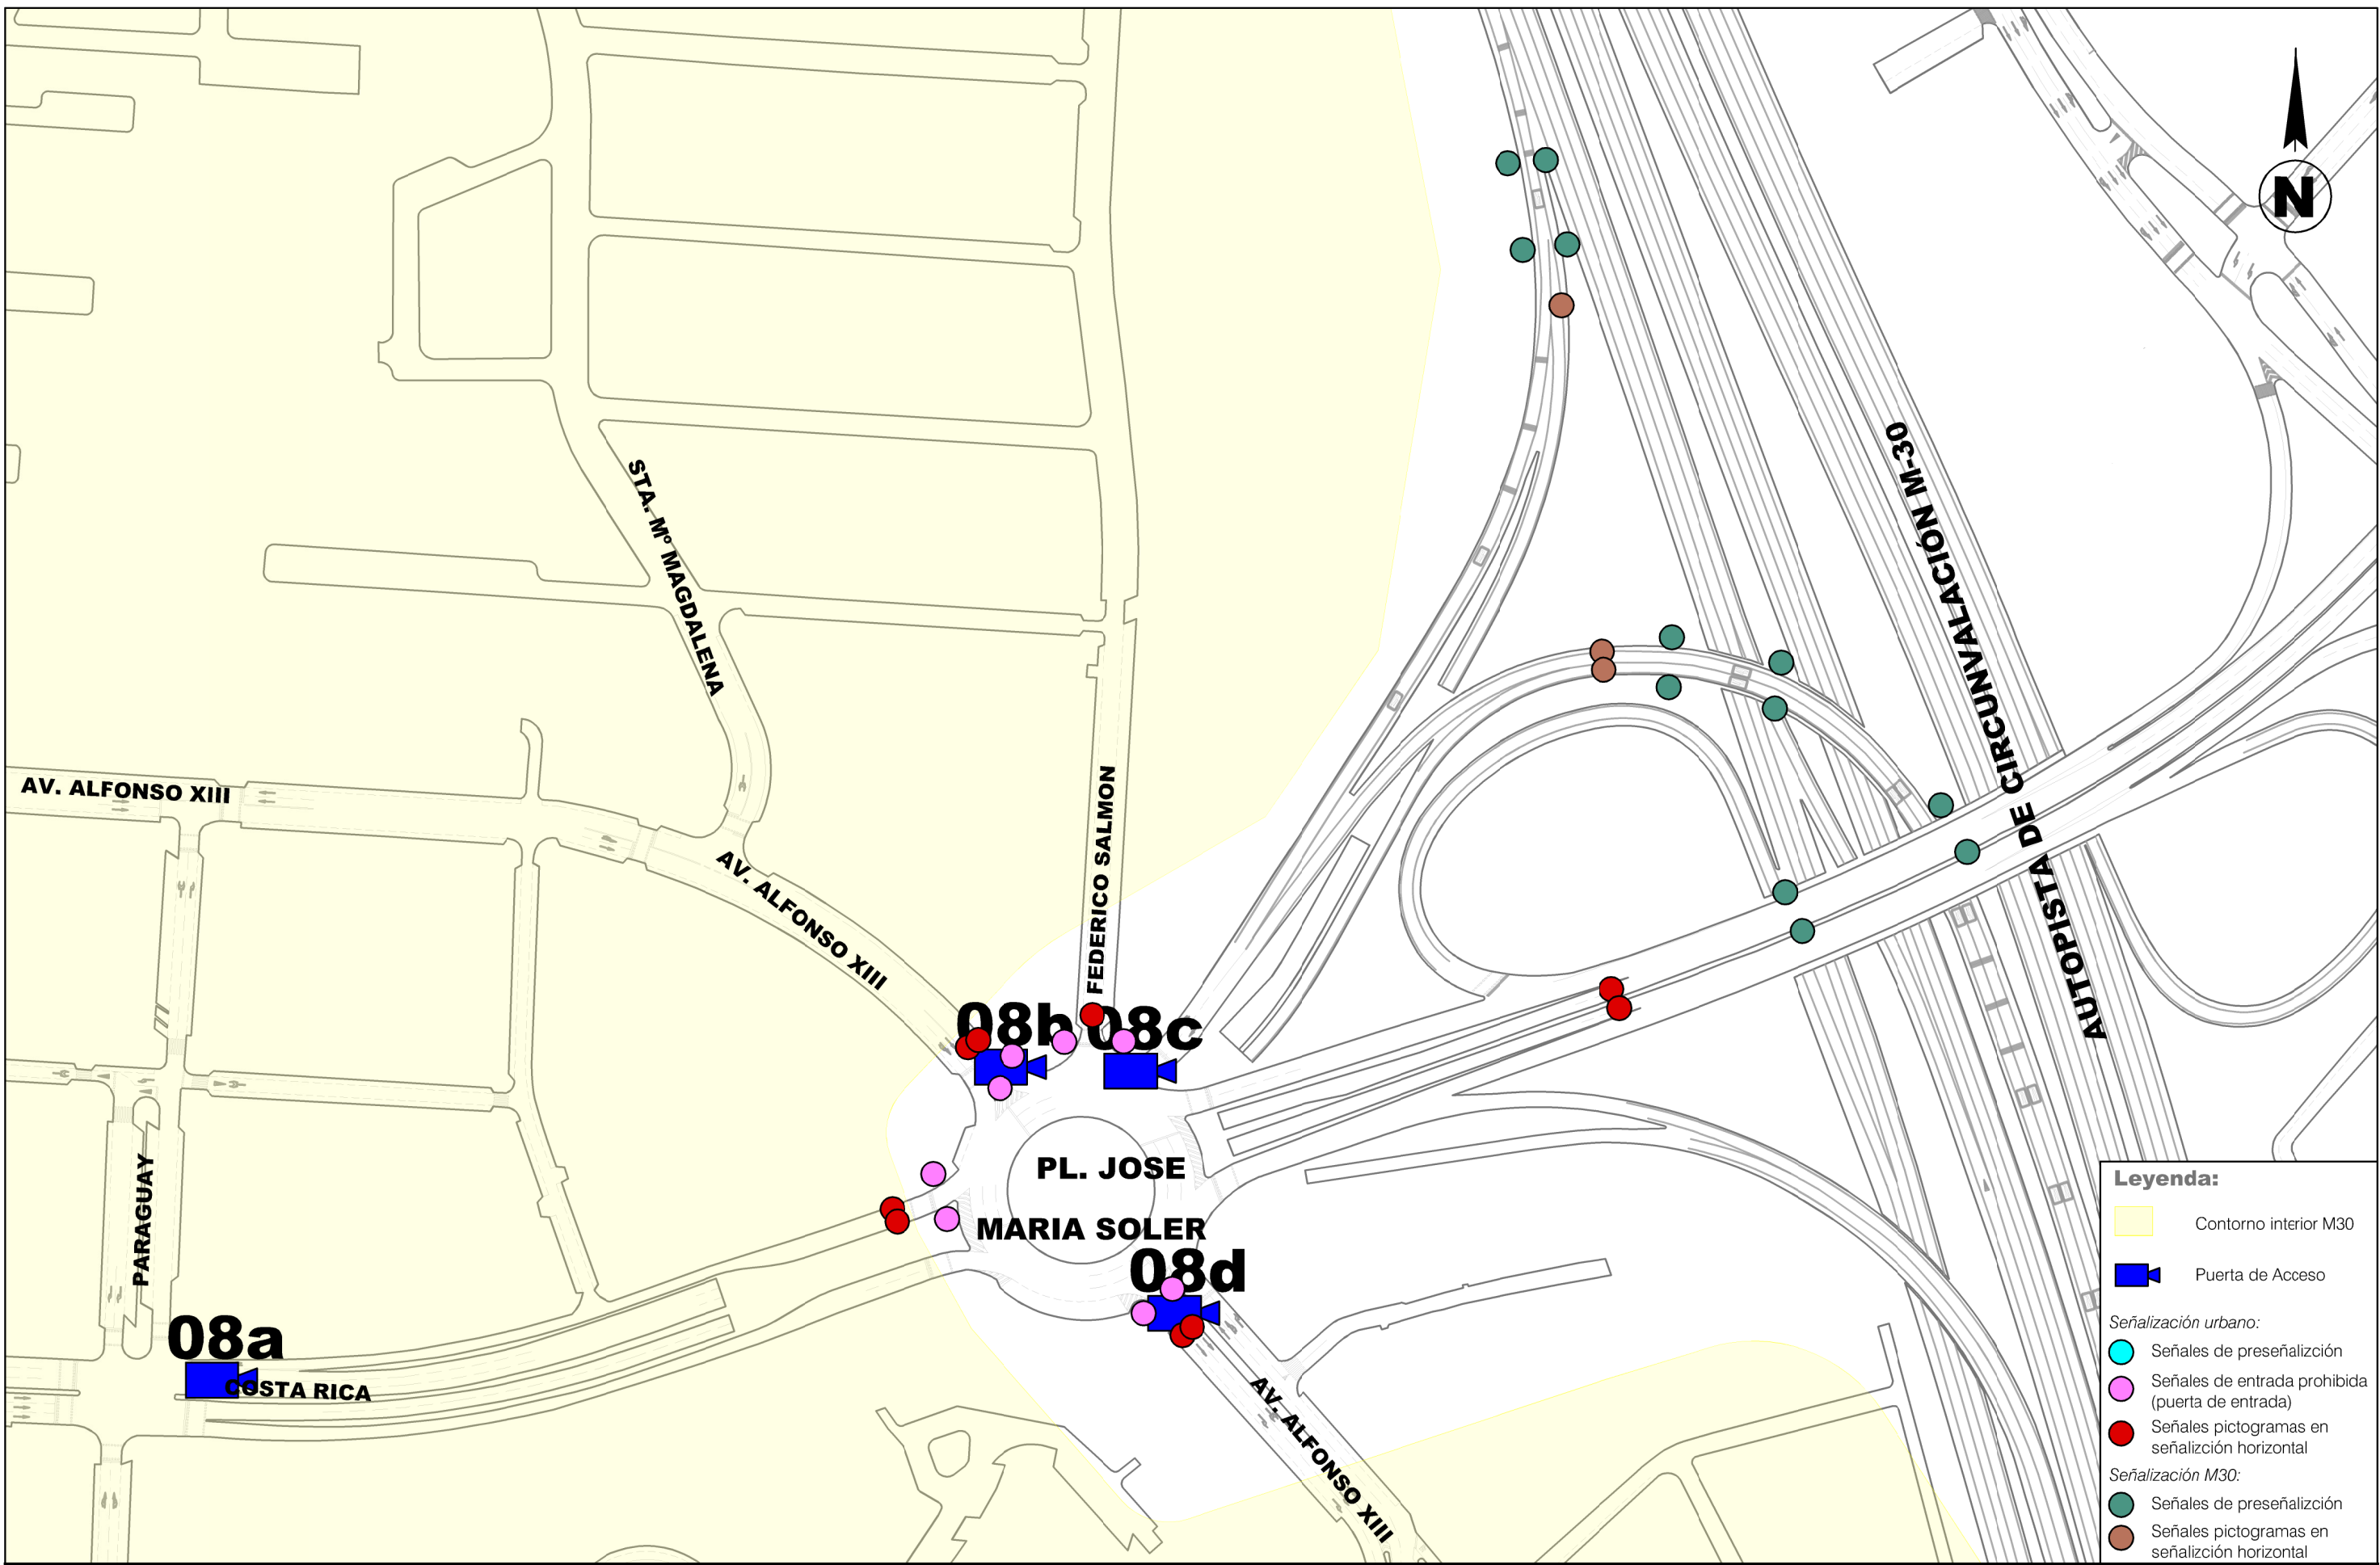 N
AUTOPISTA DE CIRCUNVALACIÓN M-30
STA. Mº MAGDALENA
AV. ALFONSO XIII
AV. ALFONSO XIII
FEDERICO SALMON
08b
08c
PL. JOSE
MARIA SOLER
PARAGUAY
08d
08a
COSTA RICA
AV. ALFONSO XIII
Leyenda:
Contorno interior M30
Puerta de Acceso
Señalización urbano:
Señales de preseñalizción
Señales de entrada prohibida
(puerta de entrada)
Señales pictogramas en
señalizción horizontal
Señalización M30:
Señales de preseñalizción
Señales pictogramas en
señalizción horizontal